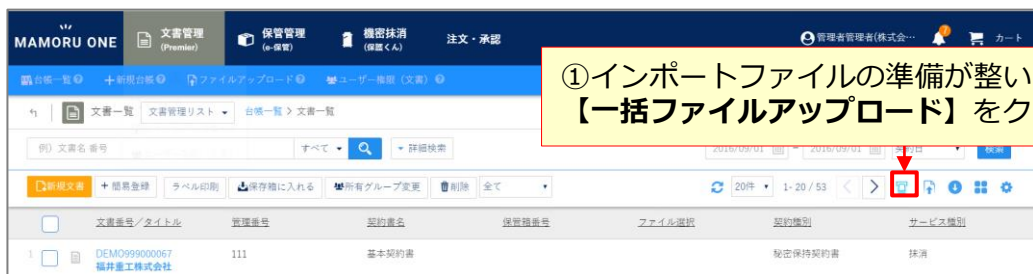 MAMORU ONE
文書管理
(Premier)
保管管理
(e-保管)
機密抹消
(保護くん)
注文・承認
管理者管理者(株式会…
カート
台帳一覧
＋新規台帳
ファイルアップロード
ユーザー権限（文書）
①インポートファイルの準備が整い
【一括ファイルアップロード】をク
文書一覧
文書管理リスト
台帳一覧 > 文書一覧
例）文書名 番号
すべて
詳細検索
2016/09/01
-
2016/09/01
契約日
検索
新規文書
+ 簡易登録
ラベル印刷
保存箱に入れる
所有グループ変更
削除
全て
20件
1- 20 / 53
文書番号／タイトル
管理番号
契約書名
保管箱番号
ファイル選択
契約種別
サービス種別
1
DEMO999000067
福井重工株式会社
111
基本契約書
秘密保持契約書
抹消